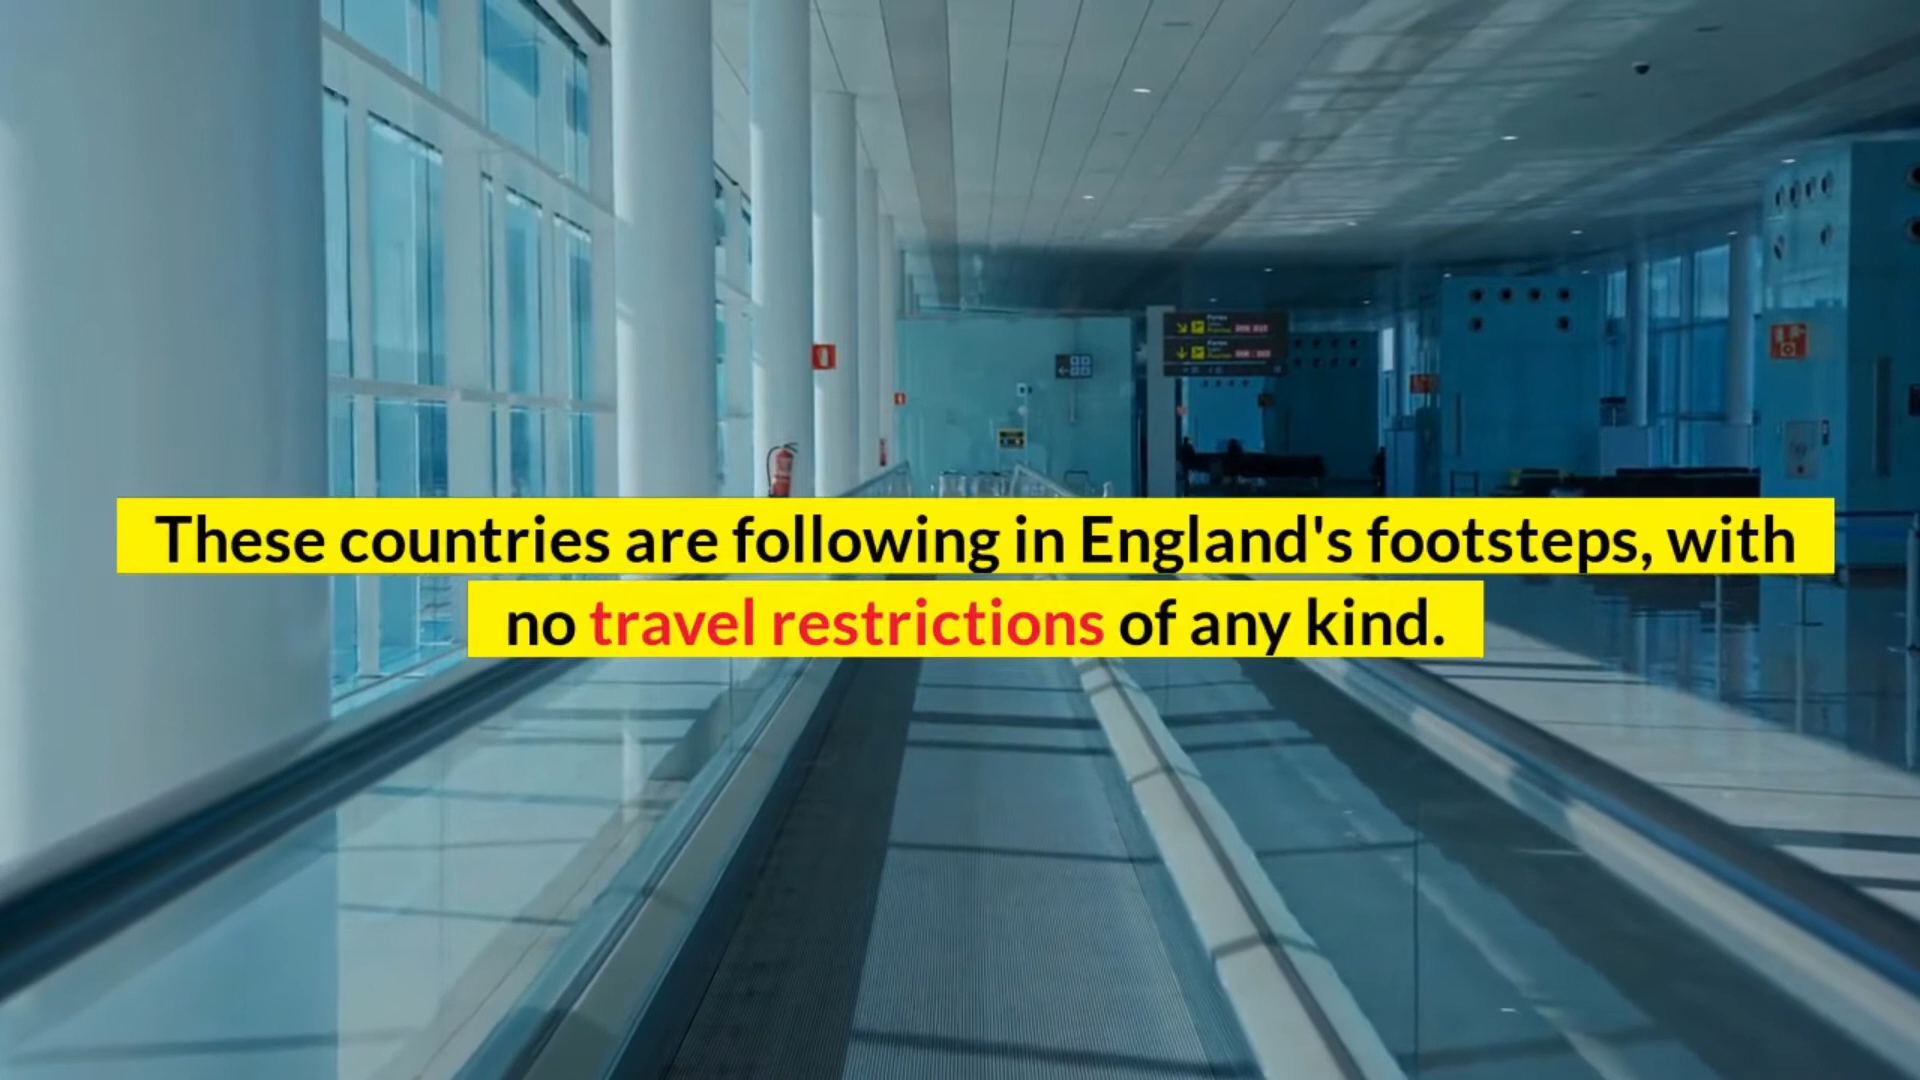 These countries are following in England's footsteps, with
no travel restrictions of any kind.